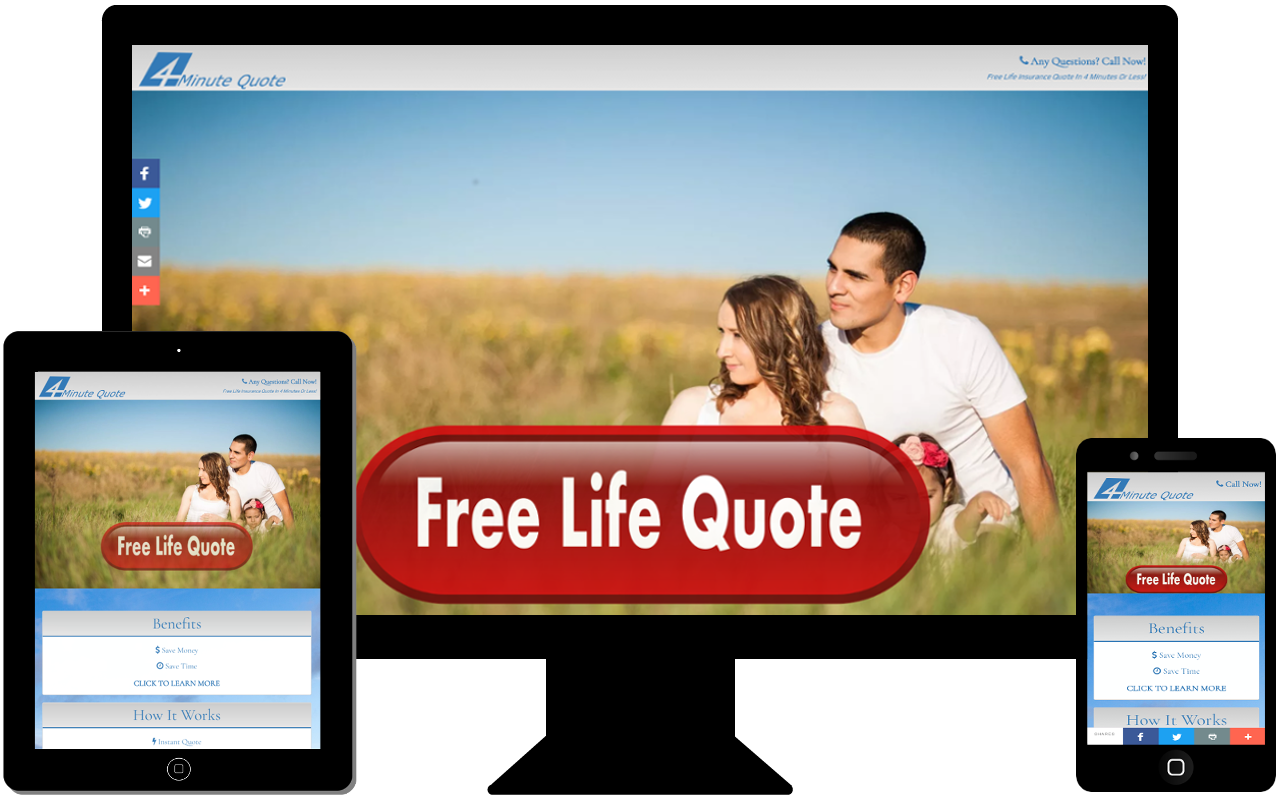 4 Minute Quote
Any Questions? Call Now!
Free Life Insurance Quote In 4 Minutes Or Less!
Free Life Quote
4 Minute Quote
Any Questions? Call Now!
Free Life Insurance Quote In 4 Minutes Or Less!
Free Life Quote
Benefits
$ Save Money
Save Time
CLICK TO LEARN MORE
How It Works
Instant Quote
4 Minute Quote
Call Now!
Free Life Quote
Benefits
$ Save Money
Save Time
CLICK TO LEARN MORE
How It Works
SHARES